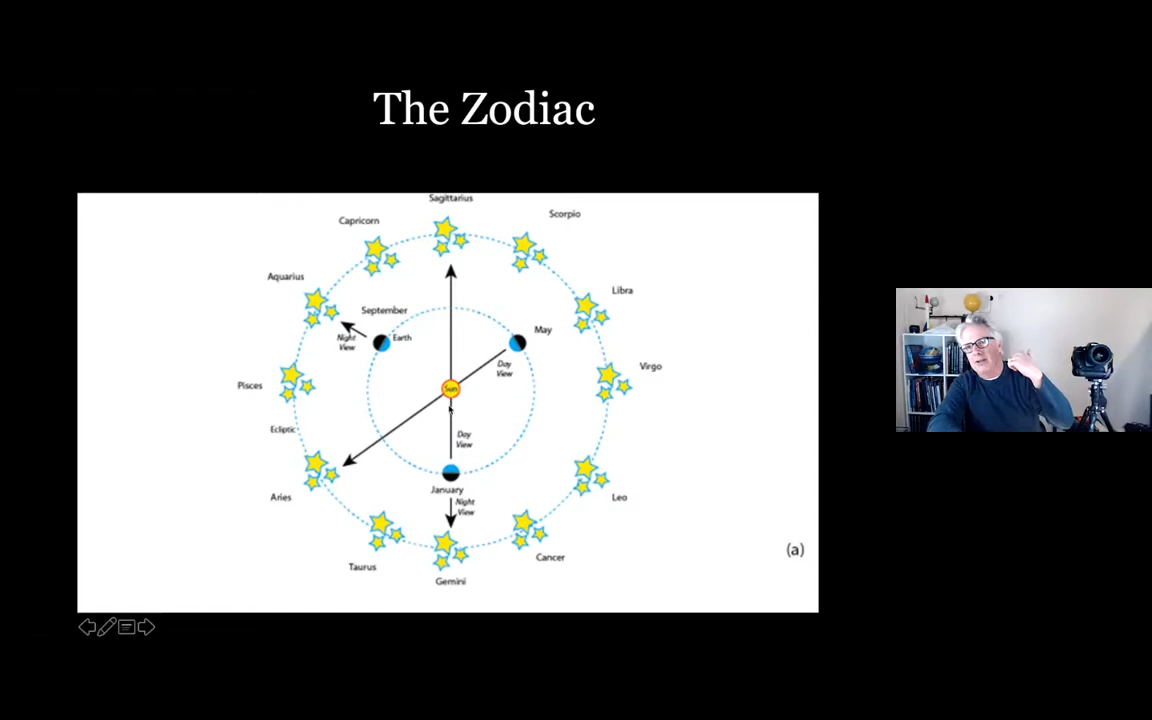 The Zodiac
Sagittarius
Scorpio
Capricorn
Aquarius
Libra
September
May
Night
View
Earth
Day
View
Virgo
Pisces
Sun
Ecliptic
Day
View
January
Aries
Leo
Night
View
Taurus
Gemini
Cancer
(a)